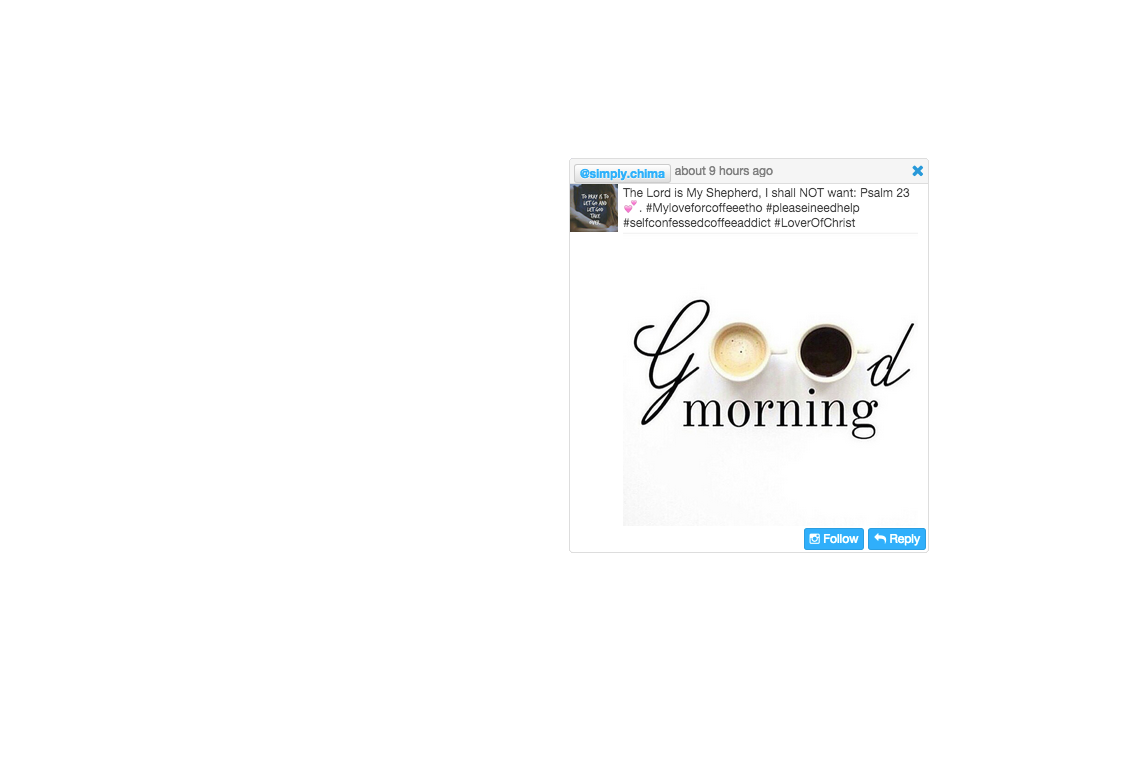 @simply.chima about 9 hours ago
The Lord is My Shepherd, I shall NOT want: Psalm 23
💕. #Myloveforcoffeeetho #pleaseineedhelp
#selfconfessedcoffeeaddict #LoverOfChrist
TO PRAY IS TO
LET GO AND
LET GOD
TAKE
OVER
Good
morning
Follow Reply